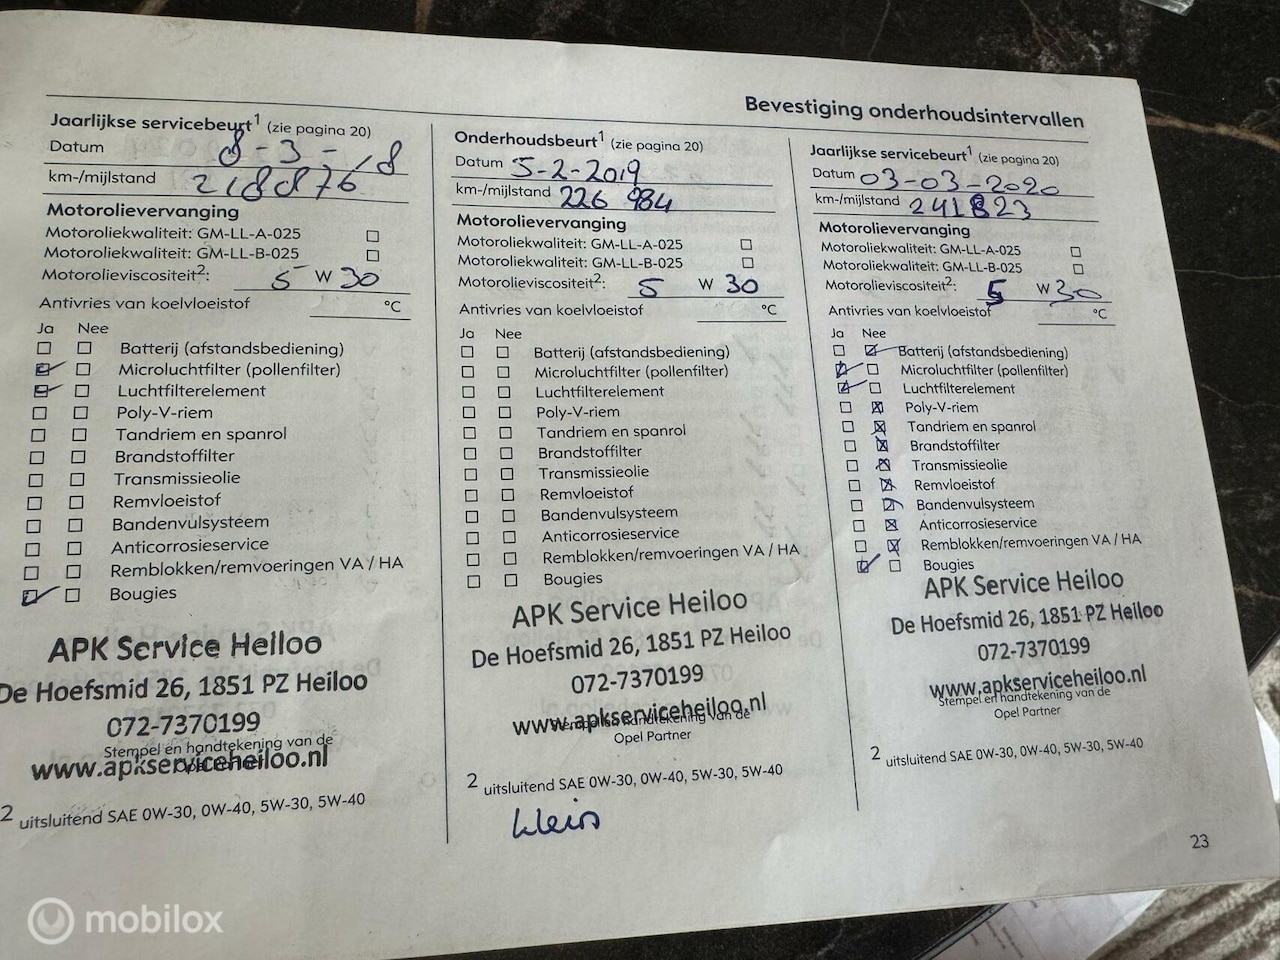 Bevestiging onderhoudsintervallen
Jaarlijkse servicebeurt¹ (zie pagina 20)
Datum 8-3-18
km-/mijlstand 218876
Motorolievervanging
Motoroliekwaliteit: GM-LL-A-025
Motoroliekwaliteit: GM-LL-B-025
Motorolieviscositeit²: 5 W 30
Antivries van koelvloeistof °C
Ja Nee
Batterij (afstandsbediening)
Microluchtfilter (pollenfilter)
Luchtfilterelement
Poly-V-riem
Tandriem en spanrol
Brandstoffilter
Transmissieolie
Remvloeistof
Bandenvulsysteem
Anticorrosieservice
Remblokken/remvoeringen VA / HA
Bougies
APK Service Heiloo
De Hoefsmid 26, 1851 PZ Heiloo
072-7370199
Stempel en handtekening van de
www.apkserviceheiloo.nl
2 uitsluitend SAE 0W-30, 0W-40, 5W-30, 5W-40
Onderhoudsbeurt¹ (zie pagina 20)
Datum 5-2-2019
km-/mijlstand 226 984
Motorolievervanging
Motoroliekwaliteit: GM-LL-A-025
Motoroliekwaliteit: GM-LL-B-025
Motorolieviscositeit²: 5 W 30
Antivries van koelvloeistof °C
Ja Nee
Batterij (afstandsbediening)
Microluchtfilter (pollenfilter)
Luchtfilterelement
Poly-V-riem
Tandriem en spanrol
Brandstoffilter
Transmissieolie
Remvloeistof
Bandenvulsysteem
Anticorrosieservice
Remblokken/remvoeringen VA / HA
Bougies
APK Service Heiloo
De Hoefsmid 26, 1851 PZ Heiloo
072-7370199
www.apkserviceheiloo.nl
Stempel en handtekening van de
Opel Partner
2 uitsluitend SAE 0W-30, 0W-40, 5W-30, 5W-40
klein
Jaarlijkse servicebeurt¹ (zie pagina 20)
Datum 03-03-2020
km-/mijlstand 241823
Motorolievervanging
Motoroliekwaliteit: GM-LL-A-025
Motoroliekwaliteit: GM-LL-B-025
Motorolieviscositeit²: 5 W 30
Antivries van koelvloeistof °C
Ja Nee
Batterij (afstandsbediening)
Microluchtfilter (pollenfilter)
Luchtfilterelement
Poly-V-riem
Tandriem en spanrol
Brandstoffilter
Transmissieolie
Remvloeistof
Bandenvulsysteem
Anticorrosieservice
Remblokken/remvoeringen VA / HA
Bougies
APK Service Heiloo
De Hoefsmid 26, 1851 PZ Heiloo
072-7370199
www.apkserviceheiloo.nl
Stempel en handtekening van de
Opel Partner
2 uitsluitend SAE 0W-30, 0W-40, 5W-30, 5W-40
23
mobilox